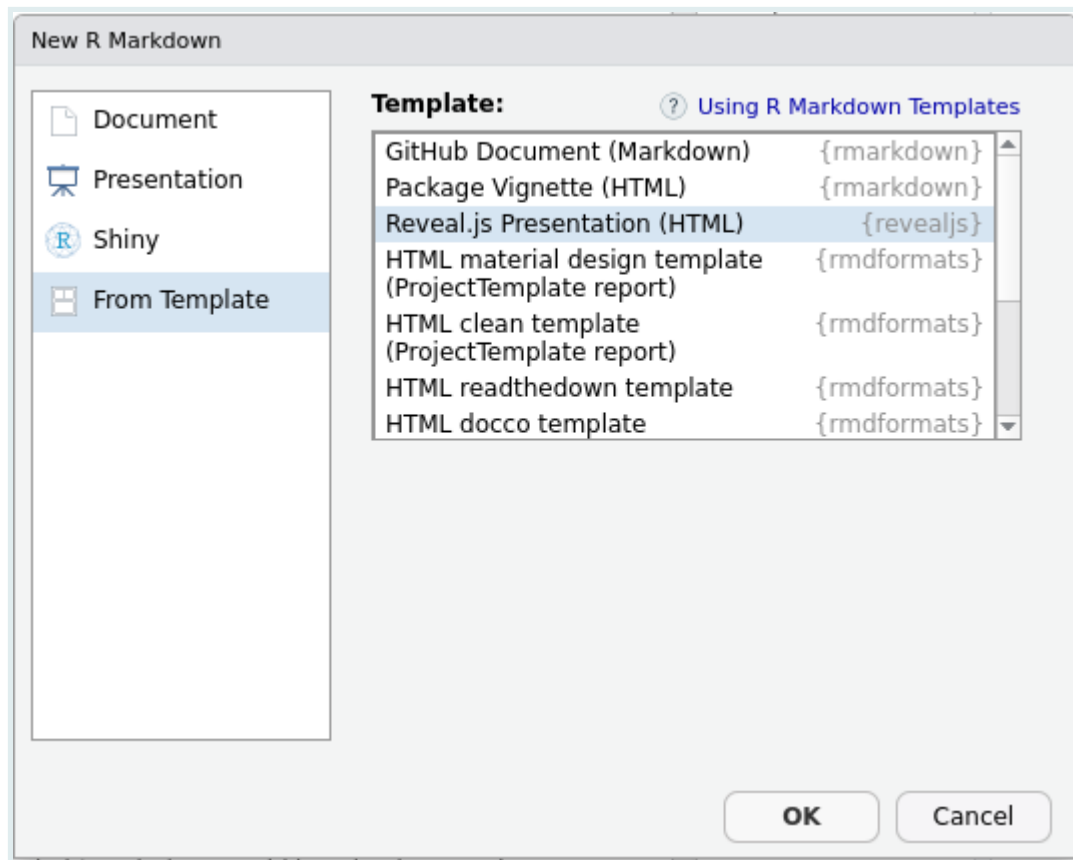 New R Markdown
Document
Presentation
R Shiny
From Template
Template:
? Using R Markdown Templates
GitHub Document (Markdown) {rmarkdown}
Package Vignette (HTML) {rmarkdown}
Reveal.js Presentation (HTML) {revealjs}
HTML material design template {rmdformats}
(ProjectTemplate report)
HTML clean template {rmdformats}
(ProjectTemplate report)
HTML readthedown template {rmdformats}
HTML docco template {rmdformats}
OK Cancel